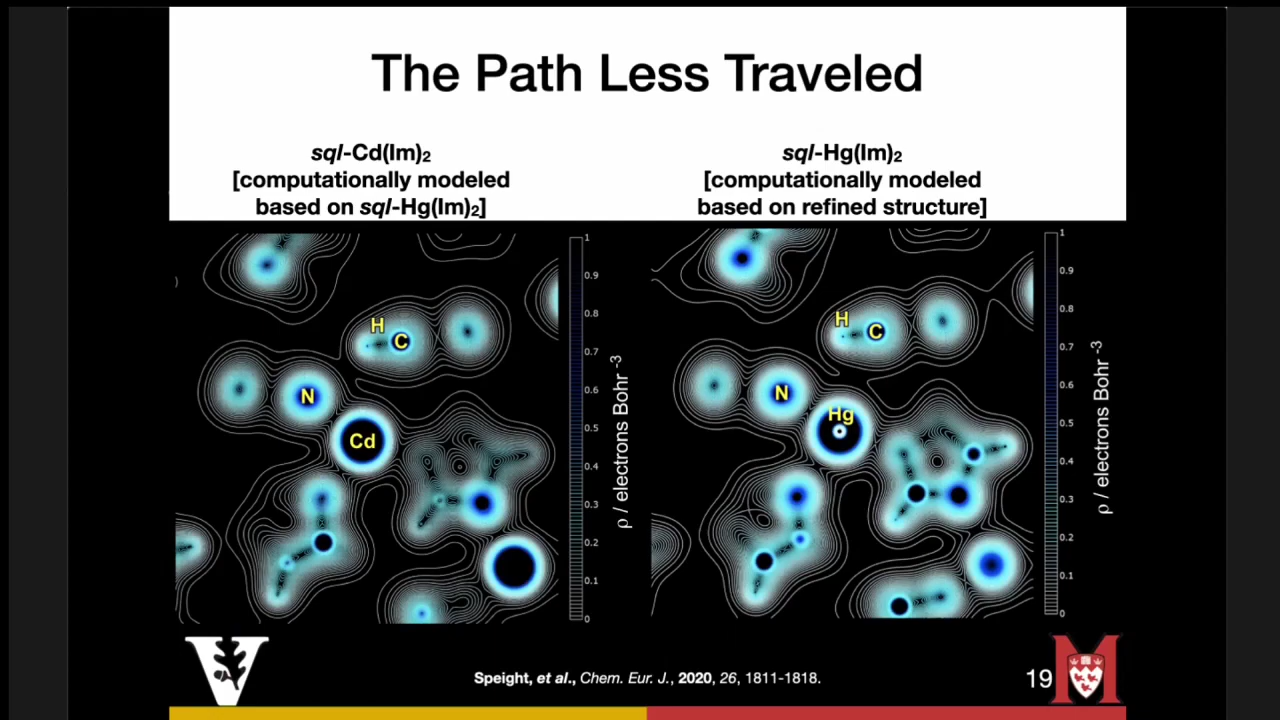 The Path Less Traveled
sql-Cd(Im)₂
[computationally modeled
based on sql-Hg(Im)₂]
sql-Hg(Im)₂
[computationally modeled
based on refined structure]
H
C
N
Cd
1
0.9
0.8
0.7
0.6
0.5
0.4
0.3
0.2
0.1
0
ρ / electrons Bohr⁻³
H
C
N
Hg
1
0.9
0.8
0.7
0.6
0.5
0.4
0.3
0.2
0.1
0
ρ / electrons Bohr⁻³
V
Speight, et al., Chem. Eur. J., 2020, 26, 1811-1818.
19
M